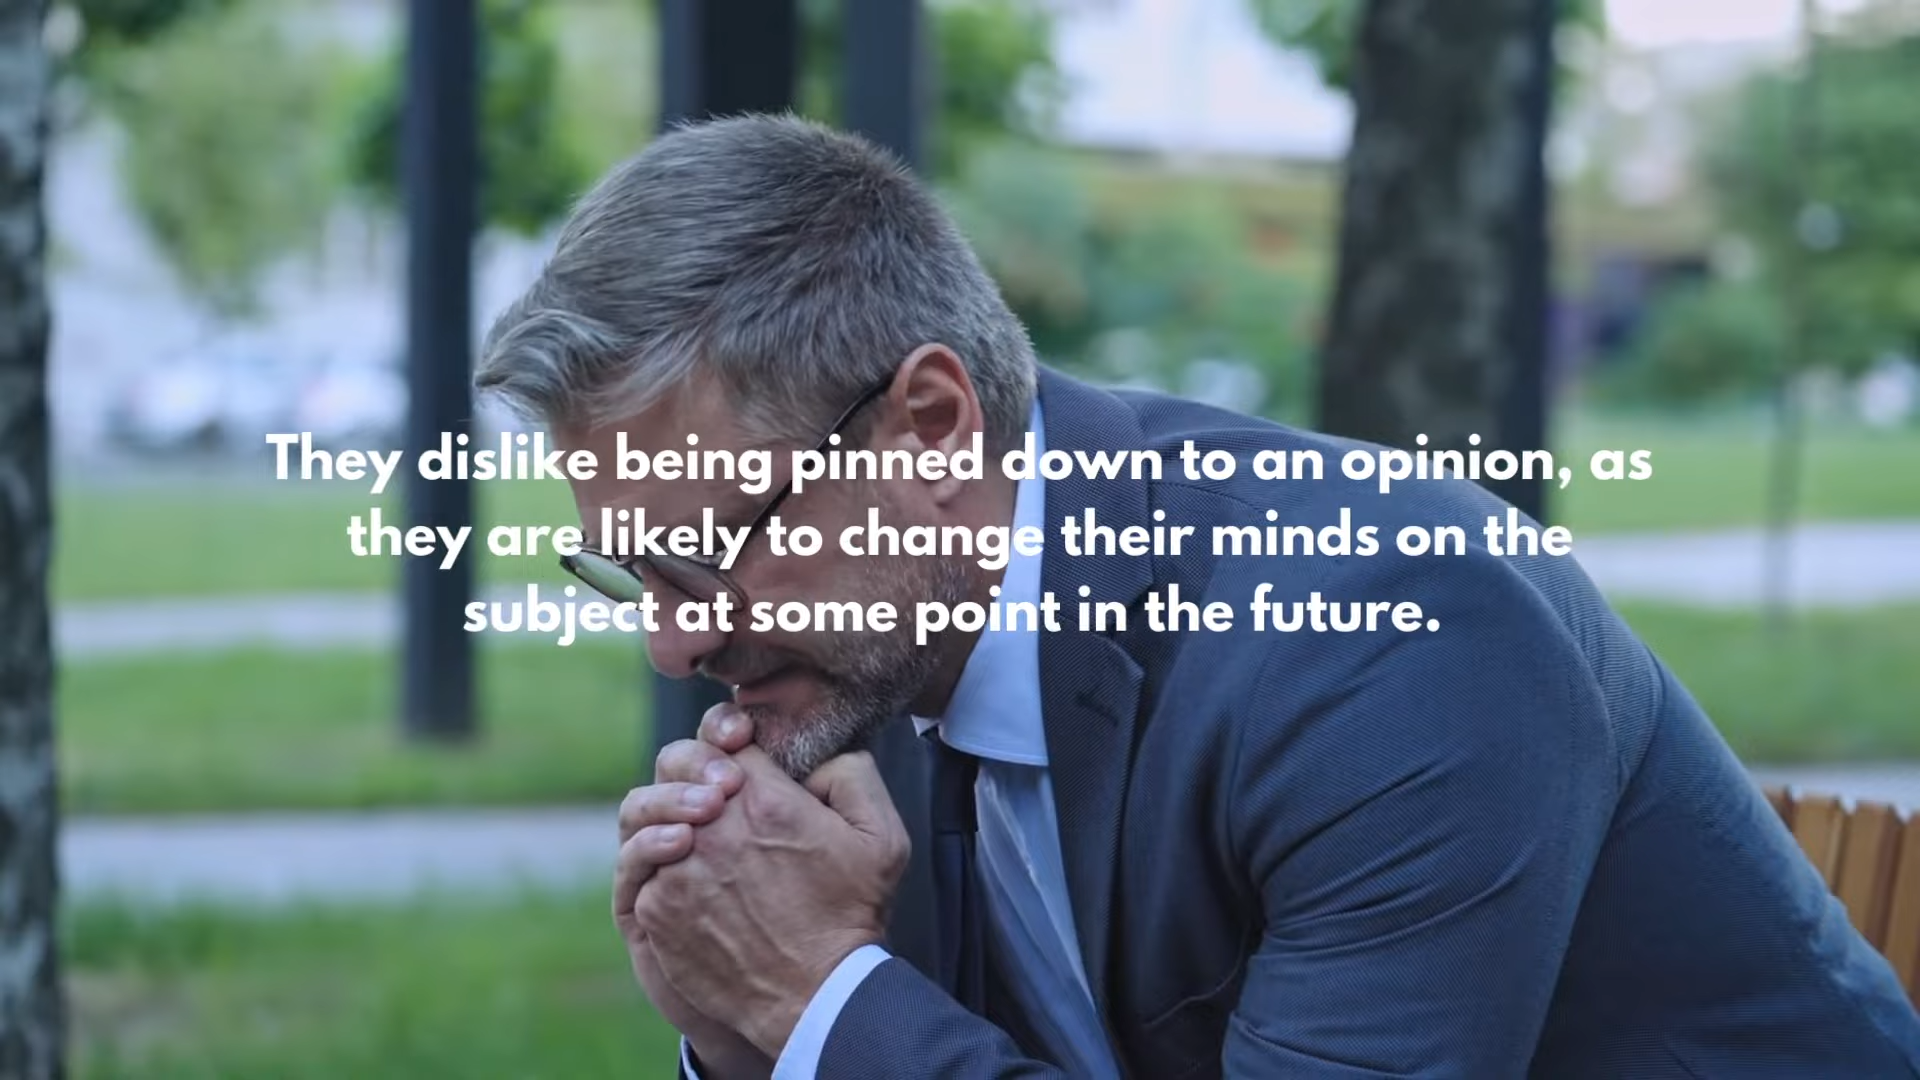 They dislike being pinned down to an opinion, as
they are likely to change their minds on the
subject at some point in the future.